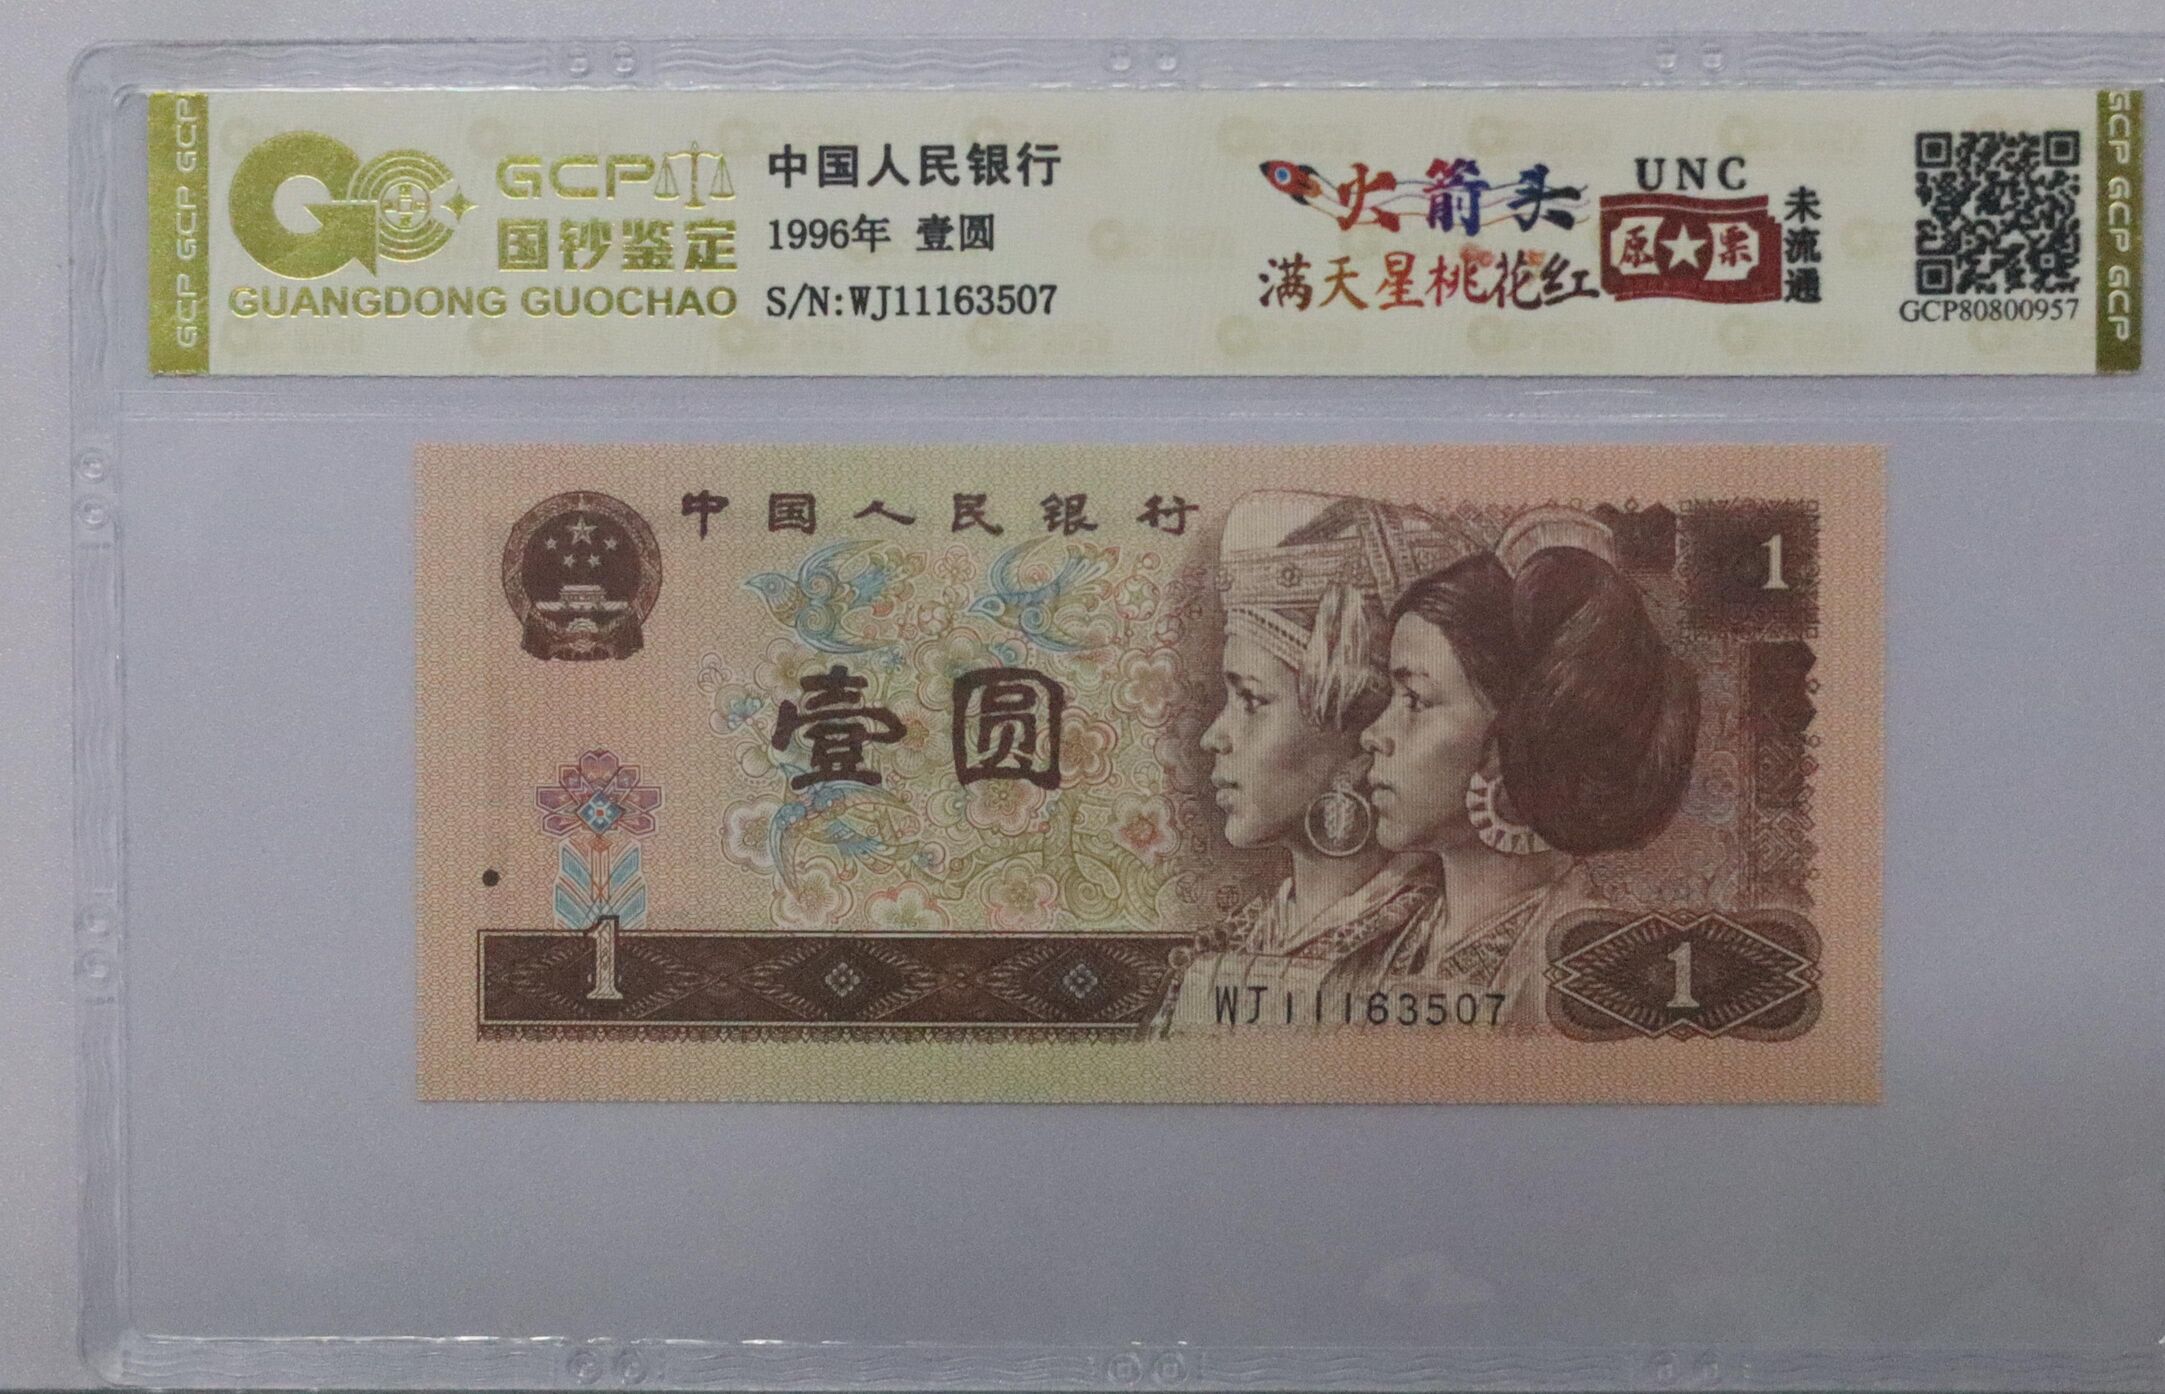 GCP GCP GCP
GCP
国钞鉴定
GUANGDONG GUOCHAO
中国人民银行
1996年 壹圆
S/N:WJ11163507
火箭头
满天星桃花红
UNC
原票
未流通
GCP80800957
GCP GCP GCP
中国人民银行
1
壹圆
1
1
WJ11163507